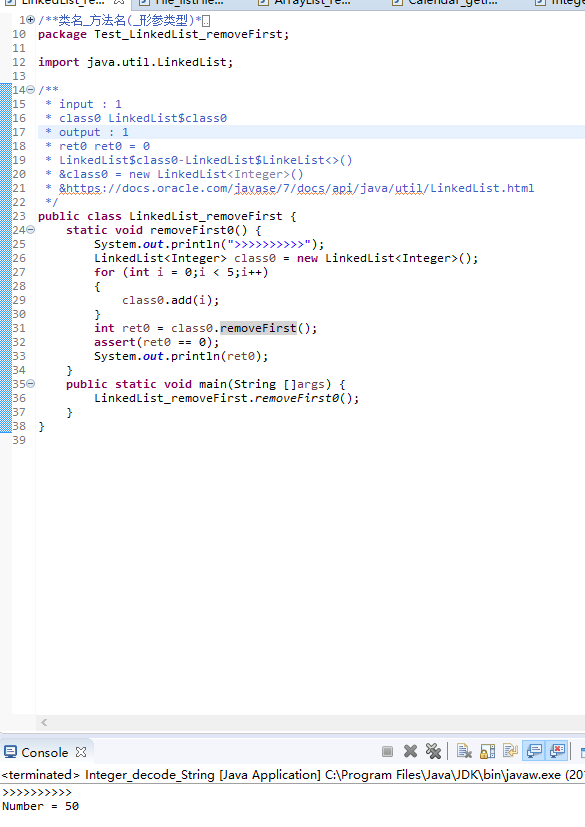 LinkedList_re... File_listFile... ArrayList_re... Calendar_get... Intege
1 /**类名_方法名(_形参类型)*
10 package Test_LinkedList_removeFirst;
11
12 import java.util.LinkedList;
13
14 /**
15 * input : 1
16 * class0 LinkedList$class0
17 * output : 1
18 * ret0 ret0 = 0
19 * LinkedList$class0-LinkedList$LinkeList<>()
20 * &class0 = new LinkedList<Integer>()
21 * &https://docs.oracle.com/javase/7/docs/api/java/util/LinkedList.html
22 */
23 public class LinkedList_removeFirst {
24 static void removeFirst0() {
25 System.out.println(">>>>>>>>>>");
26 LinkedList<Integer> class0 = new LinkedList<Integer>();
27 for (int i = 0;i < 5;i++)
28 {
29 class0.add(i);
30 }
31 int ret0 = class0.removeFirst();
32 assert(ret0 == 0);
33 System.out.println(ret0);
34 }
35 public static void main(String []args) {
36 LinkedList_removeFirst.removeFirst0();
37 }
38 }
39
Console
<terminated> Integer_decode_String [Java Application] C:\Program Files\Java\JDK\bin\javaw.exe (20
>>>>>>>>>>
Number = 50